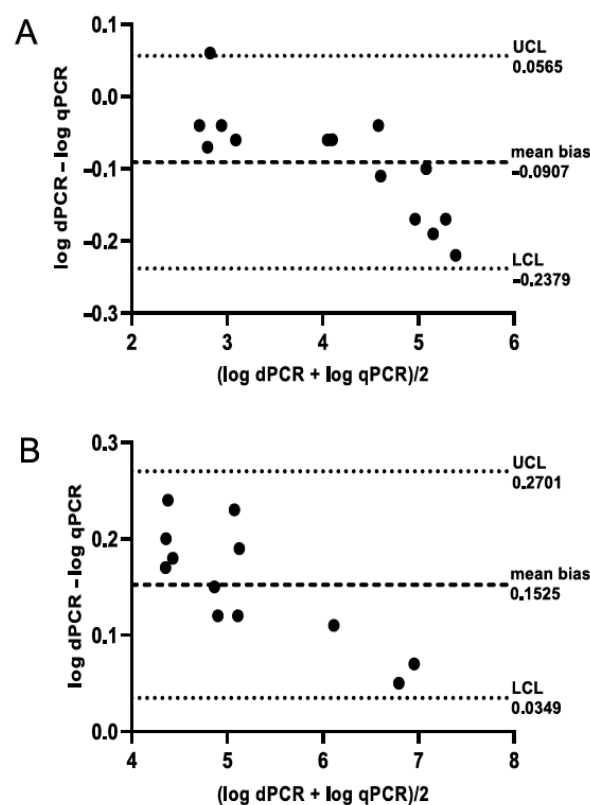 A
log dPCR – log qPCR
0.1
0.0
–0.1
–0.2
–0.3
UCL
0.0565
mean bias
–0.0907
LCL
–0.2379
2 3 4 5 6
(log dPCR + log qPCR)/2
B
log dPCR – log qPCR
0.3
0.2
0.1
0.0
UCL
0.2701
mean bias
0.1525
LCL
0.0349
4 5 6 7 8
(log dPCR + log qPCR)/2